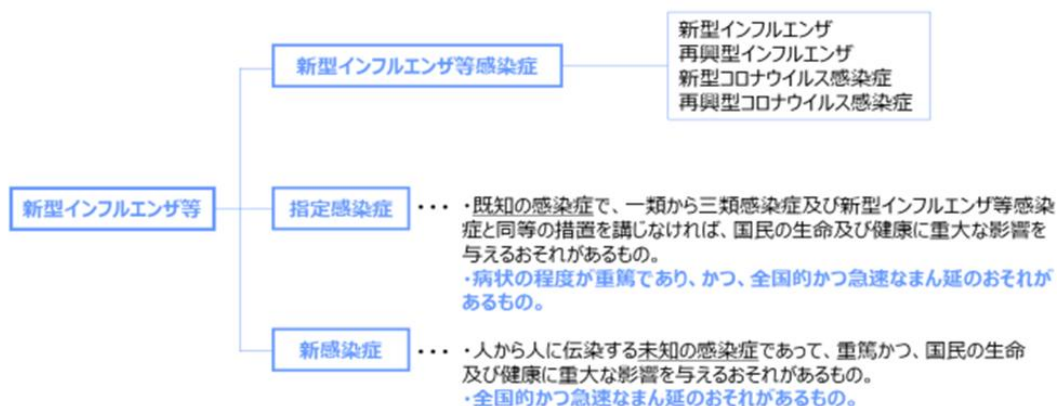 新型インフルエンザ等感染症
新型インフルエンザ
再興型インフルエンザ
新型コロナウイルス感染症
再興型コロナウイルス感染症
新型インフルエンザ等
指定感染症
・・・
・既知の感染症で、一類から三類感染症及び新型インフルエンザ等感染
症と同等の措置を講じなければ、国民の生命及び健康に重大な影響を
与えるおそれがあるもの。
・病状の程度が重篤であり、かつ、全国的かつ急速なまん延のおそれが
あるもの。
新感染症
・・・
・人から人に伝染する未知の感染症であって、重篤かつ、国民の生命
及び健康に重大な影響を与えるおそれがあるもの。
・全国的かつ急速なまん延のおそれがあるもの。